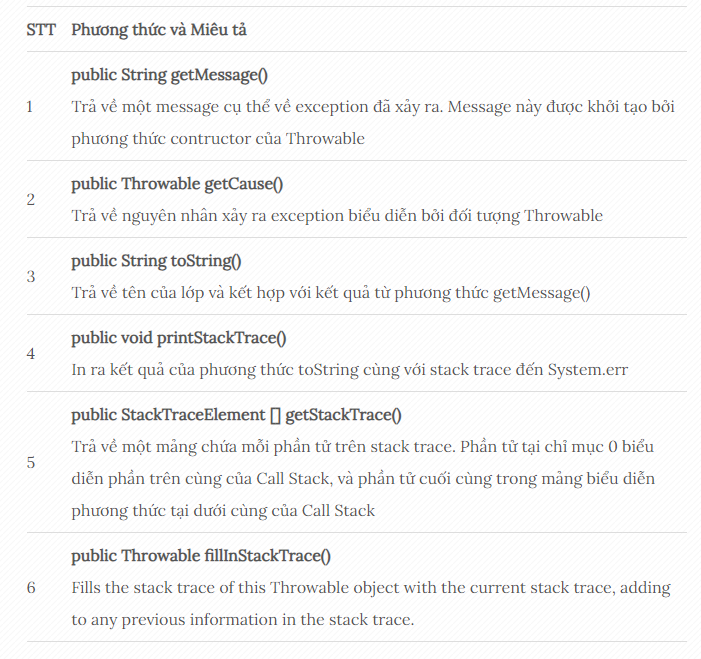 STT Phương thức và Miêu tả
public String getMessage()
1 Trả về một message cụ thể về exception đã xảy ra. Message này được khởi tạo bởi
phương thức contructor của Throwable
public Throwable getCause()
2
Trả về nguyên nhân xảy ra exception biểu diễn bởi đối tượng Throwable
public String toString()
3
Trả về tên của lớp và kết hợp với kết quả từ phương thức getMessage()
public void printStackTrace()
4
In ra kết quả của phương thức toString cùng với stack trace đến System.err
public StackTraceElement [] getStackTrace()
Trả về một mảng chứa mỗi phần tử trên stack trace. Phần tử tại chỉ mục 0 biểu
5
diễn phần trên cùng của Call Stack, và phần tử cuối cùng trong mảng biểu diễn
phương thức tại dưới cùng của Call Stack
public Throwable fillInStackTrace()
6 Fills the stack trace of this Throwable object with the current stack trace, adding
to any previous information in the stack trace.